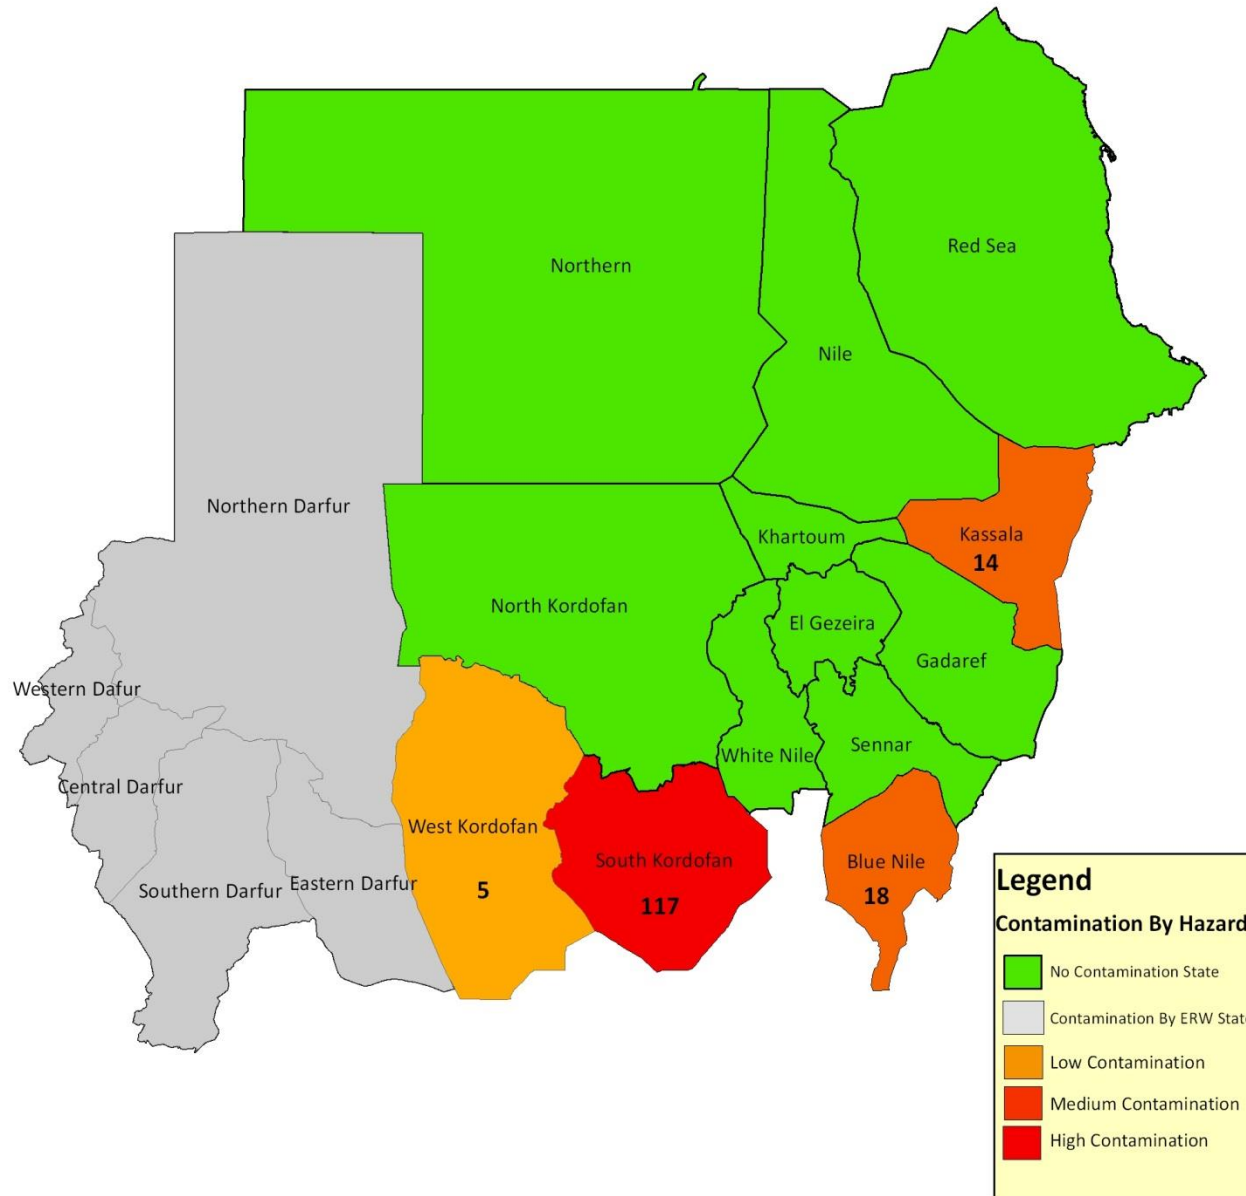 Red Sea
Northern
Nile
Northern Darfur
Khartoum
Kassala
14
North Kordofan
El Gezeira
Gadaref
Western Dafur
White Nile
Sennar
Central Darfur
West Kordofan
5
South Kordofan
117
Blue Nile
18
Southern Darfur
Eastern Darfur
Legend
Contamination By Hazard
No Contamination State
Contamination By ERW Stat
Low Contamination
Medium Contamination
High Contamination